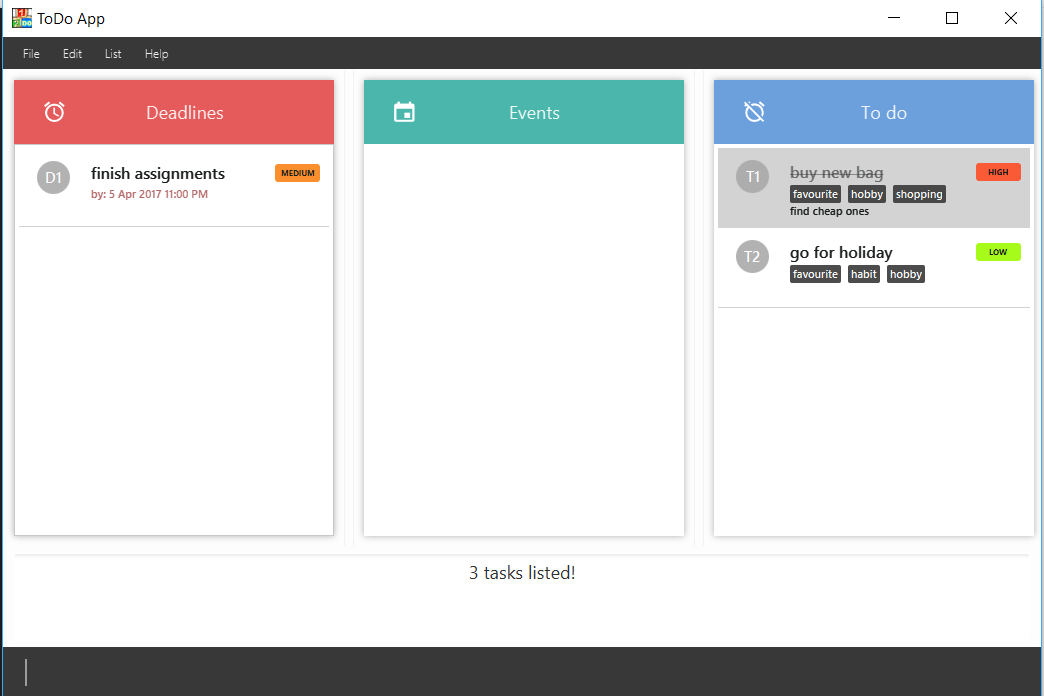 ToDo App
File Edit List Help
Deadlines
D1
finish assignments
MEDIUM
by: 5 Apr 2017 11:00 PM
Events
To do
T1
buy new bag
HIGH
favourite hobby shopping
find cheap ones
T2
go for holiday
LOW
favourite habit hobby
3 tasks listed!